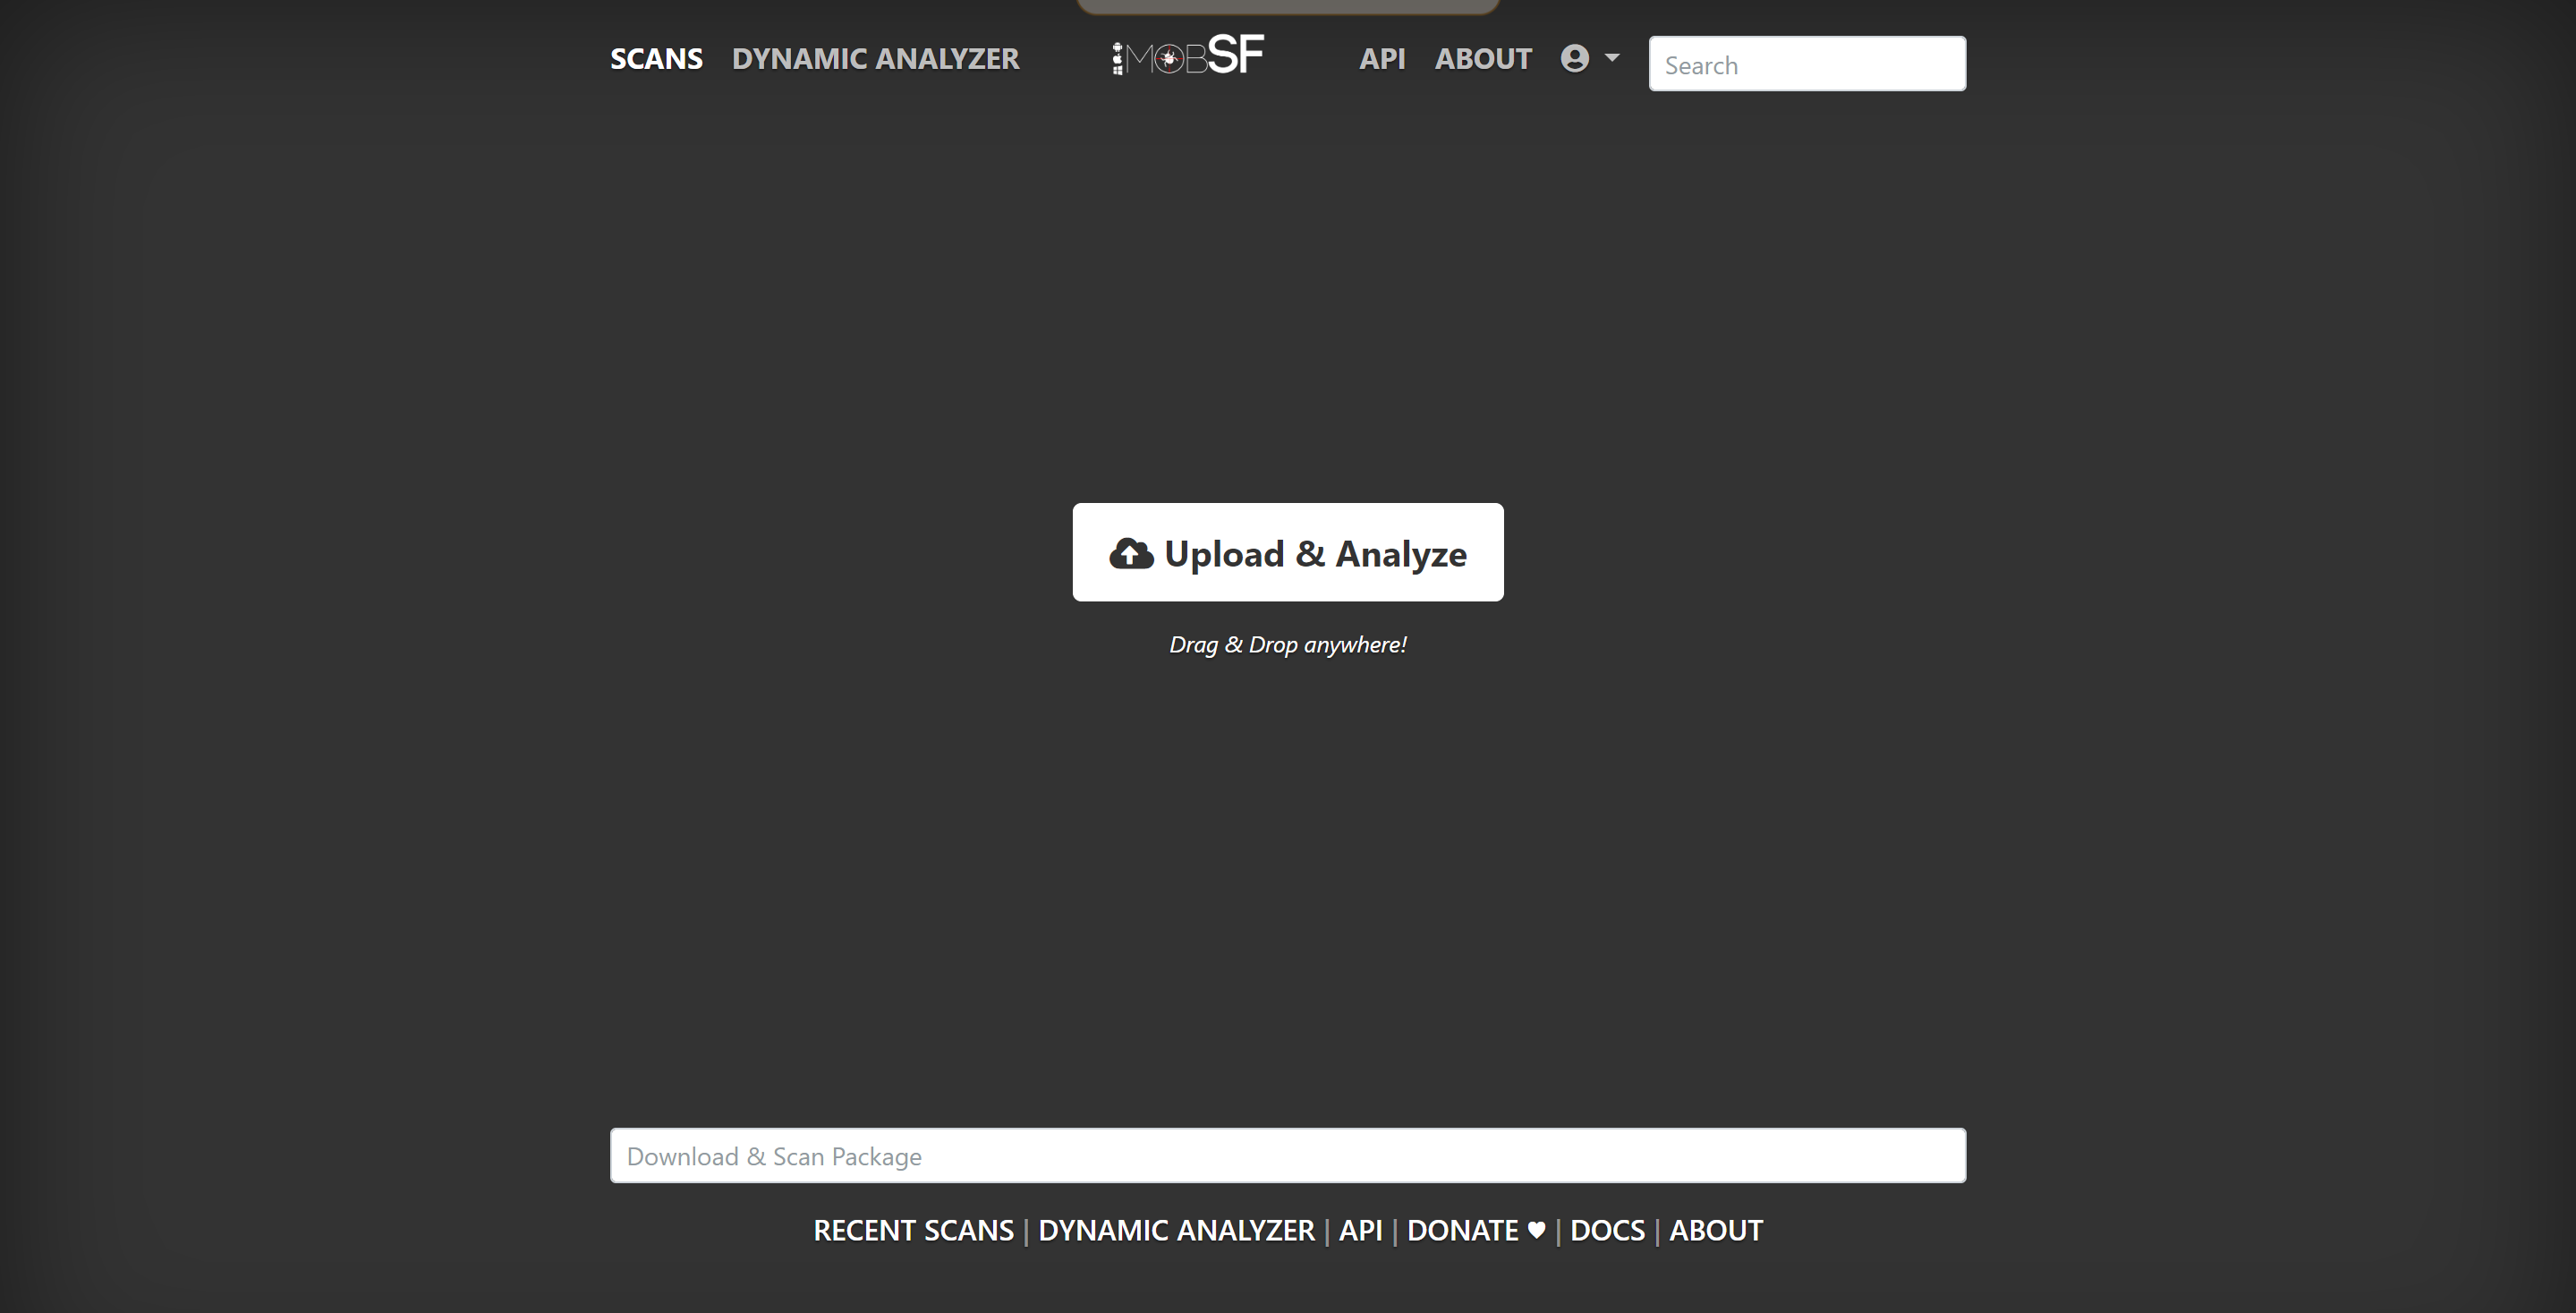 SCANS DYNAMIC ANALYZER MOBSF API ABOUT Search
Upload & Analyze
Drag & Drop anywhere!
Download & Scan Package
RECENT SCANS | DYNAMIC ANALYZER | API | DONATE ♥ | DOCS | ABOUT